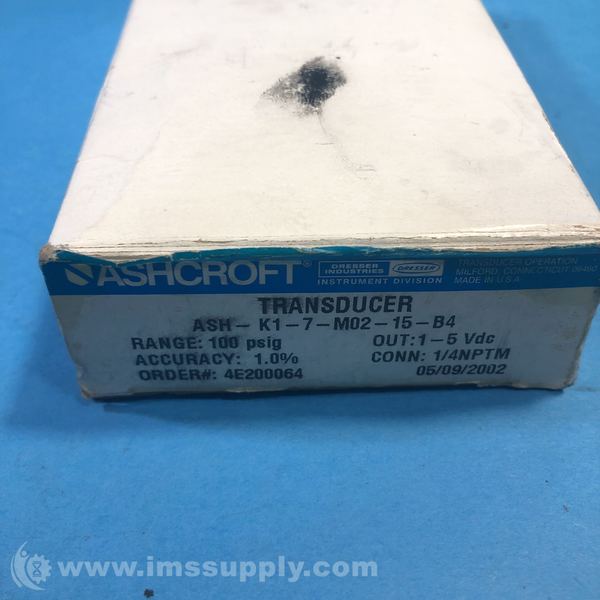 ASHCROFT®
DRESSER INDUSTRIES
DRESSER
INSTRUMENT DIVISION
TRANSDUCER OPERATION
MILFORD, CONNECTICUT 06460
MADE IN U.S.A
TRANSDUCER
ASH- K1-7-M02-15-B4
RANGE: 100 psig
OUT:1-5 Vdc
ACCURACY: 1.0%
CONN: 1/4NPTM
ORDER#: 4E200064
05/09/2002
www.imssupply.com